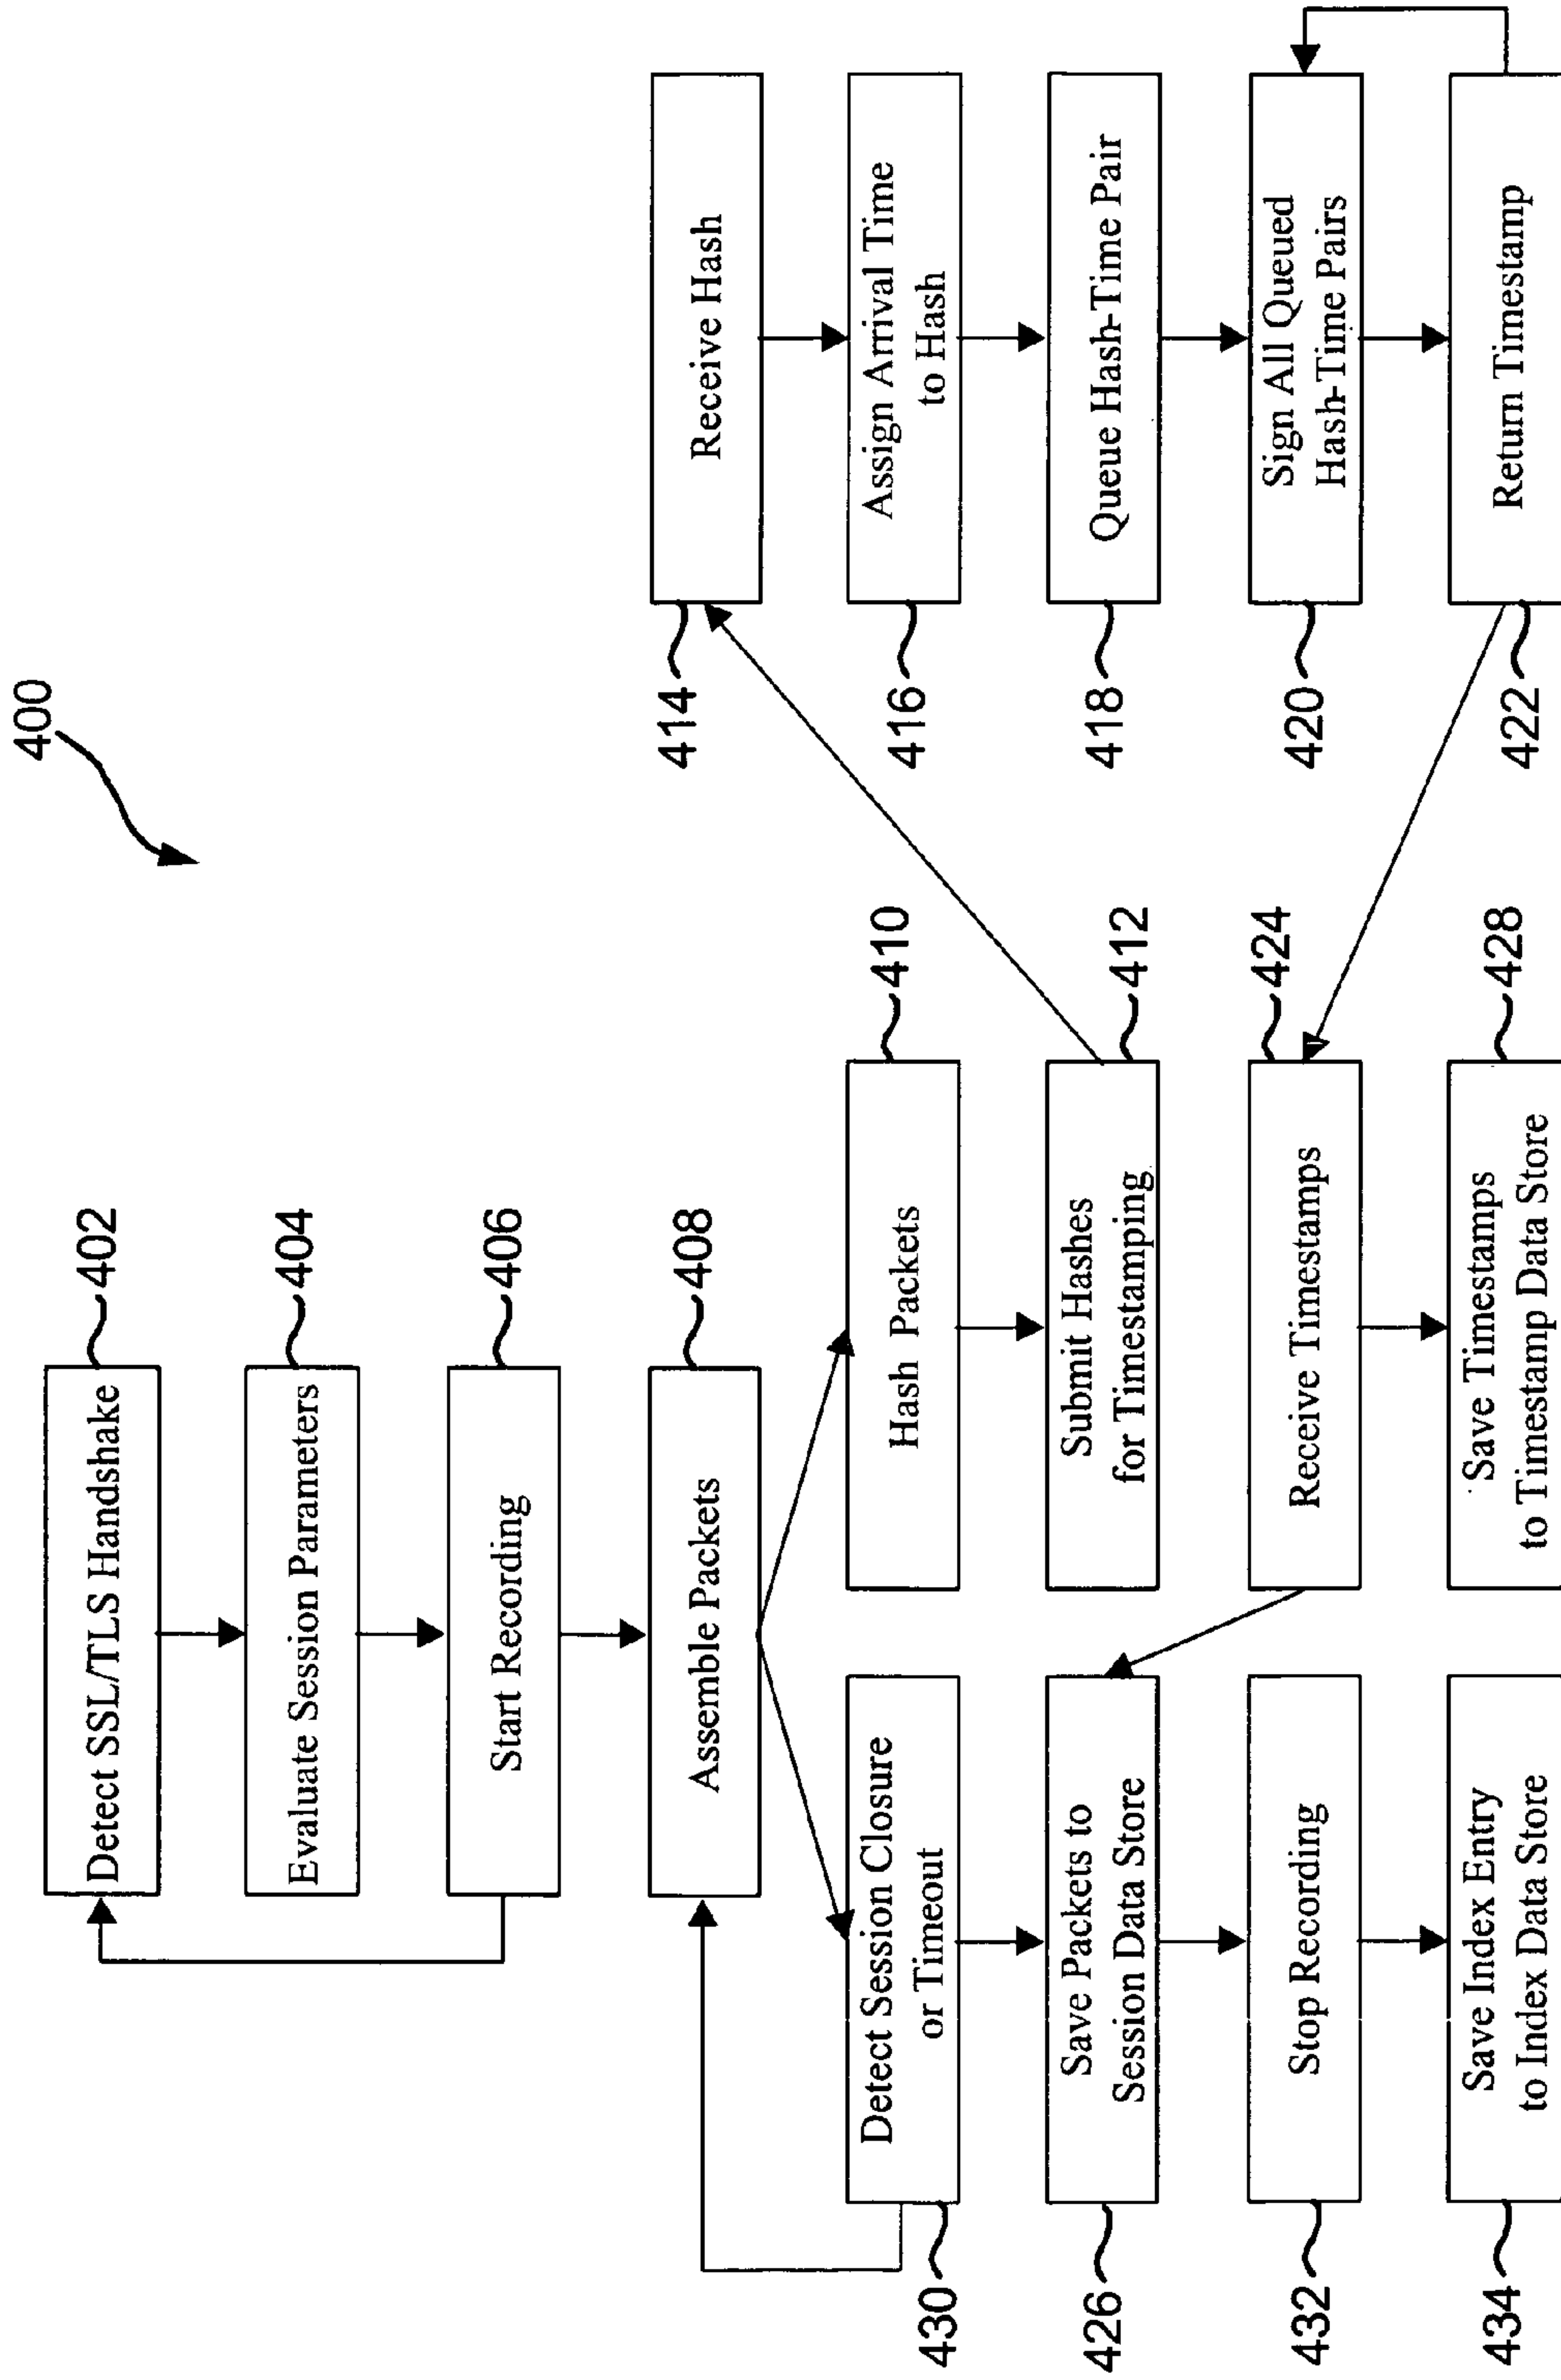 400
Detect SSL/TLS Handshake
402
Evaluate Session Parameters
404
Start Recording
406
Assemble Packets
408
Detect Session Closure
or Timeout
430
Save Packets to
Session Data Store
426
Stop Recording
432
Save Index Entry
to Index Data Store
434
Hash Packets
410
Submit Hashes
for Timestamping
412
Receive Timestamps
424
Save Timestamps
to Timestamp Data Store
428
Receive Hash
414
Assign Arrival Time
to Hash
416
Queue Hash-Time Pair
418
Sign All Queued
Hash-Time Pairs
420
Return Timestamp
422